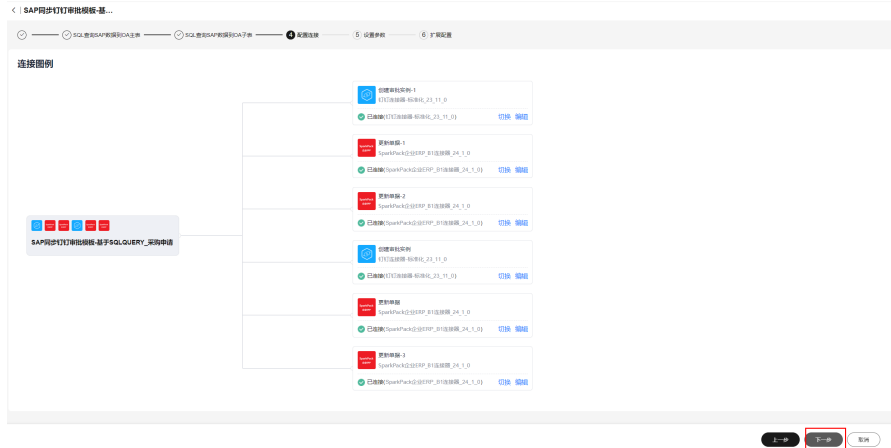 SAP同步钉钉审批模板-基...
SQL查询SAP数据到OA主表
SQL查询SAP数据到OA子表
4 配置连接
5 设置参数
6 扩展配置
连接图例
创建审批实例-1
钉钉连接器-标准化_23_11_0
已连接(钉钉连接器-标准化_23_11_0) 切换 编辑
更新单据-1
SparkPack企业ERP_B1连接器_24_1_0
已连接(SparkPack企业ERP_B1连接器_24_1_0) 切换 编辑
更新单据-2
SparkPack企业ERP_B1连接器_24_1_0
已连接(SparkPack企业ERP_B1连接器_24_1_0) 切换 编辑
SAP同步钉钉审批模板-基于SQLQUERY_采购申请
创建审批实例
钉钉连接器-标准化_23_11_0
已连接(钉钉连接器-标准化_23_11_0) 切换 编辑
更新单据
SparkPack企业ERP_B1连接器_24_1_0
已连接(SparkPack企业ERP_B1连接器_24_1_0) 切换 编辑
更新单据-3
SparkPack企业ERP_B1连接器_24_1_0
已连接(SparkPack企业ERP_B1连接器_24_1_0) 切换 编辑
上一步 下一步 取消